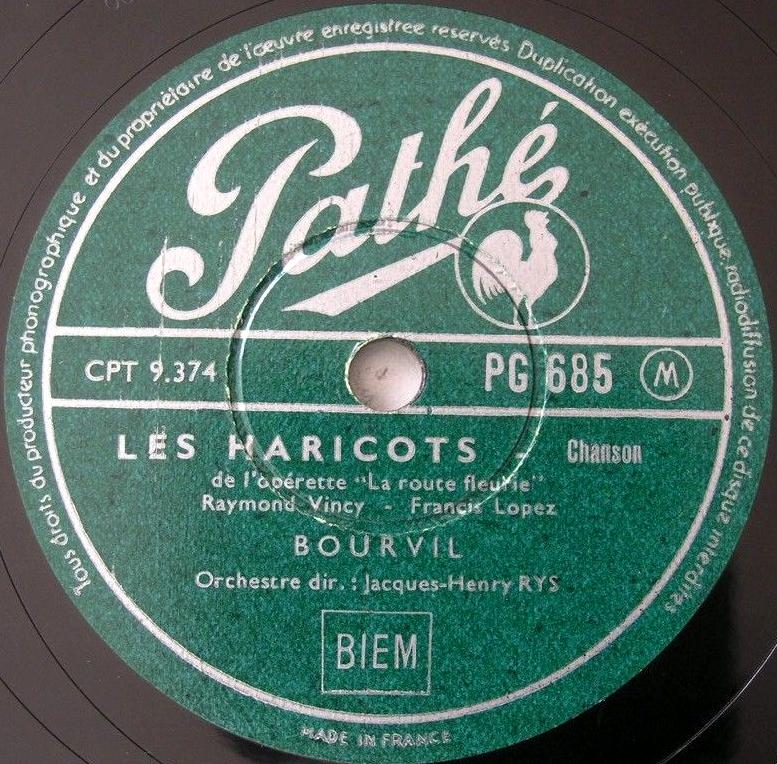 Tous droits du producteur phonographique et du propriétaire de l'œuvre enregistrée reservés Duplication exécution publique, radiodiffusion de ce disque interdites
Pathé
CPT 9.374
PG 685
M
LES HARICOTS - Chanson
de l'opérette "La route fleurie"
Raymond Vincy - Francis Lopez
BOURVIL
Orchestre dir. : Jacques-Henry RYS
BIEM
MADE IN FRANCE